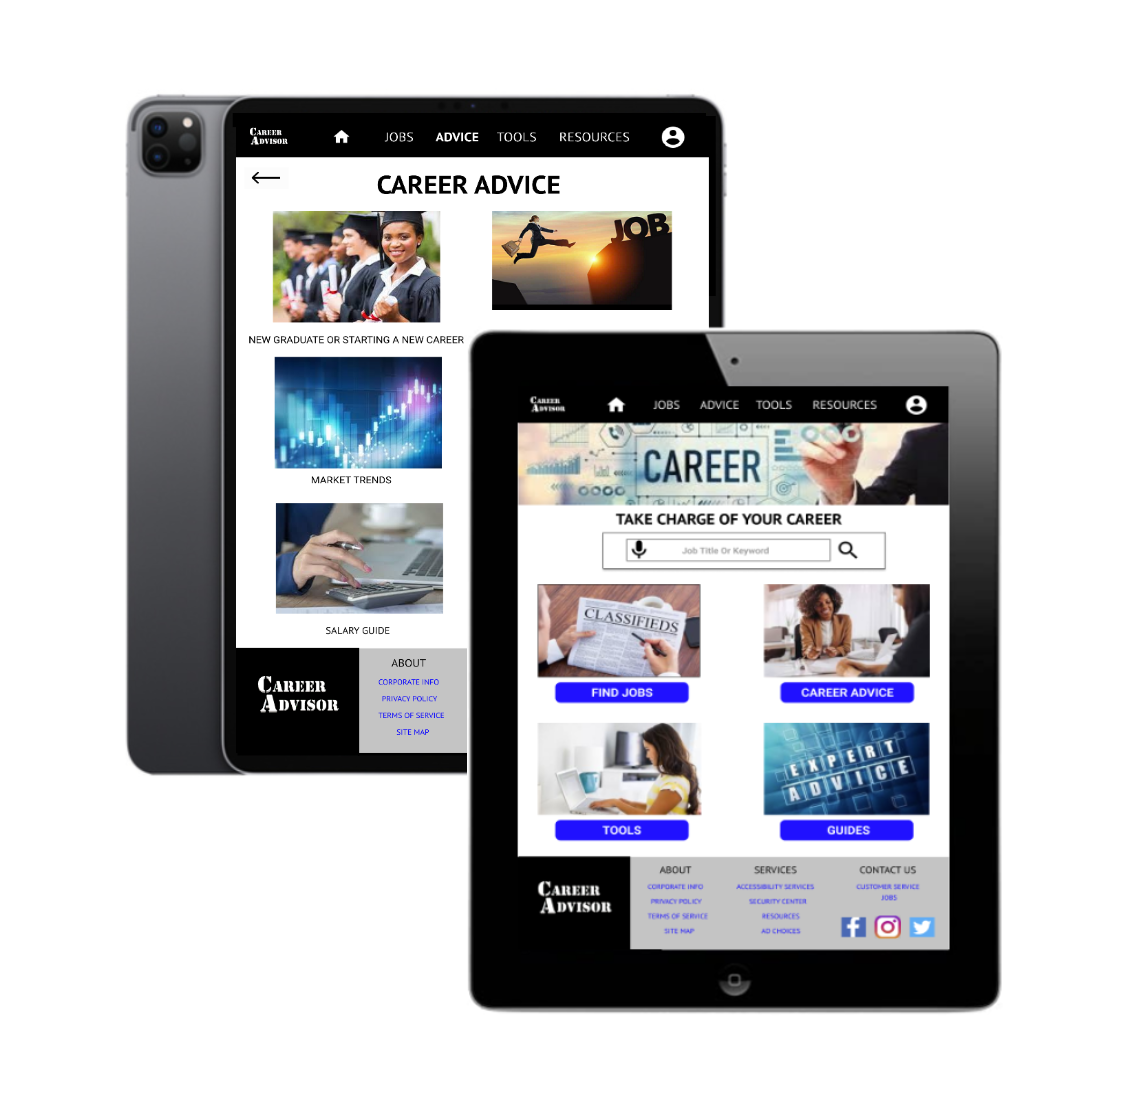 CAREER
ADVISOR
JOBS ADVICE TOOLS RESOURCES
CAREER ADVICE
JOB
NEW GRADUATE OR STARTING A NEW CAREER
MARKET TRENDS
SALARY GUIDE
CAREER
ADVISOR
ABOUT
CORPORATE INFO
PRIVACY POLICY
TERMS OF SERVICE
SITE MAP
CAREER
ADVISOR
JOBS ADVICE TOOLS RESOURCES
CAREER
TAKE CHARGE OF YOUR CAREER
Job Title Or Keyword
CLASSIFIEDS
FIND JOBS
CAREER ADVICE
EXPERT
ADVICE
TOOLS
GUIDES
CAREER
ADVISOR
ABOUT
CORPORATE INFO
PRIVACY POLICY
TERMS OF SERVICE
SITE MAP
SERVICES
ACCESSIBILITY SERVICES
SECURITY CENTER
RESOURCES
AD CHOICES
CONTACT US
CUSTOMER SERVICE
JOBS